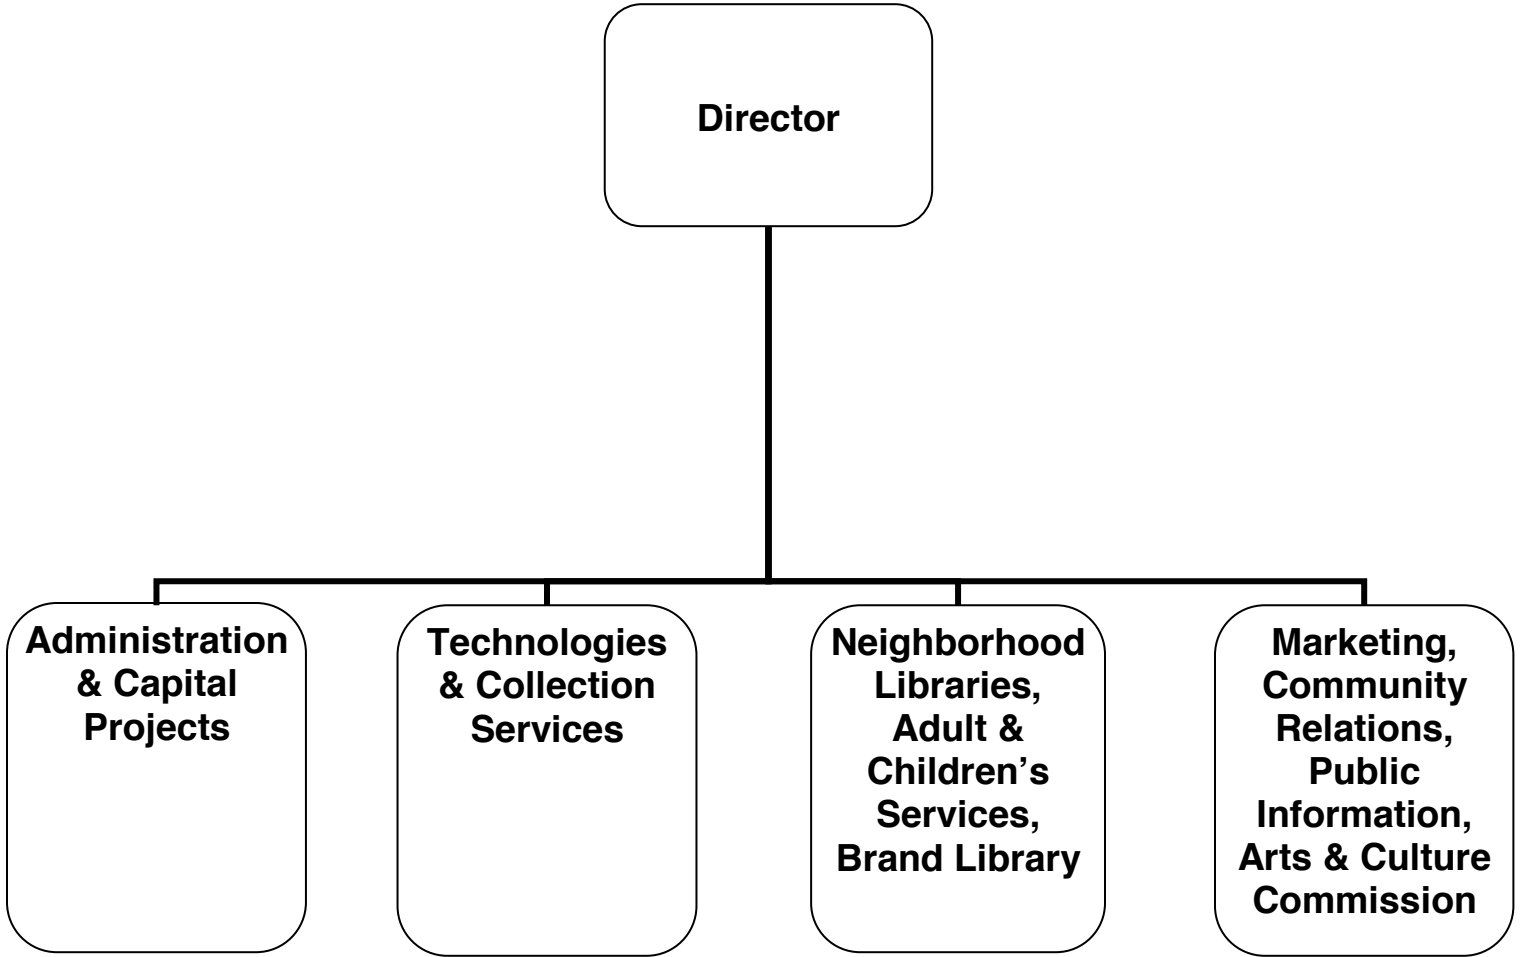 Director
Administration
& Capital
Projects
Technologies
& Collection
Services
Neighborhood
Libraries,
Adult &
Children’s
Services,
Brand Library
Marketing,
Community
Relations,
Public
Information,
Arts & Culture
Commission